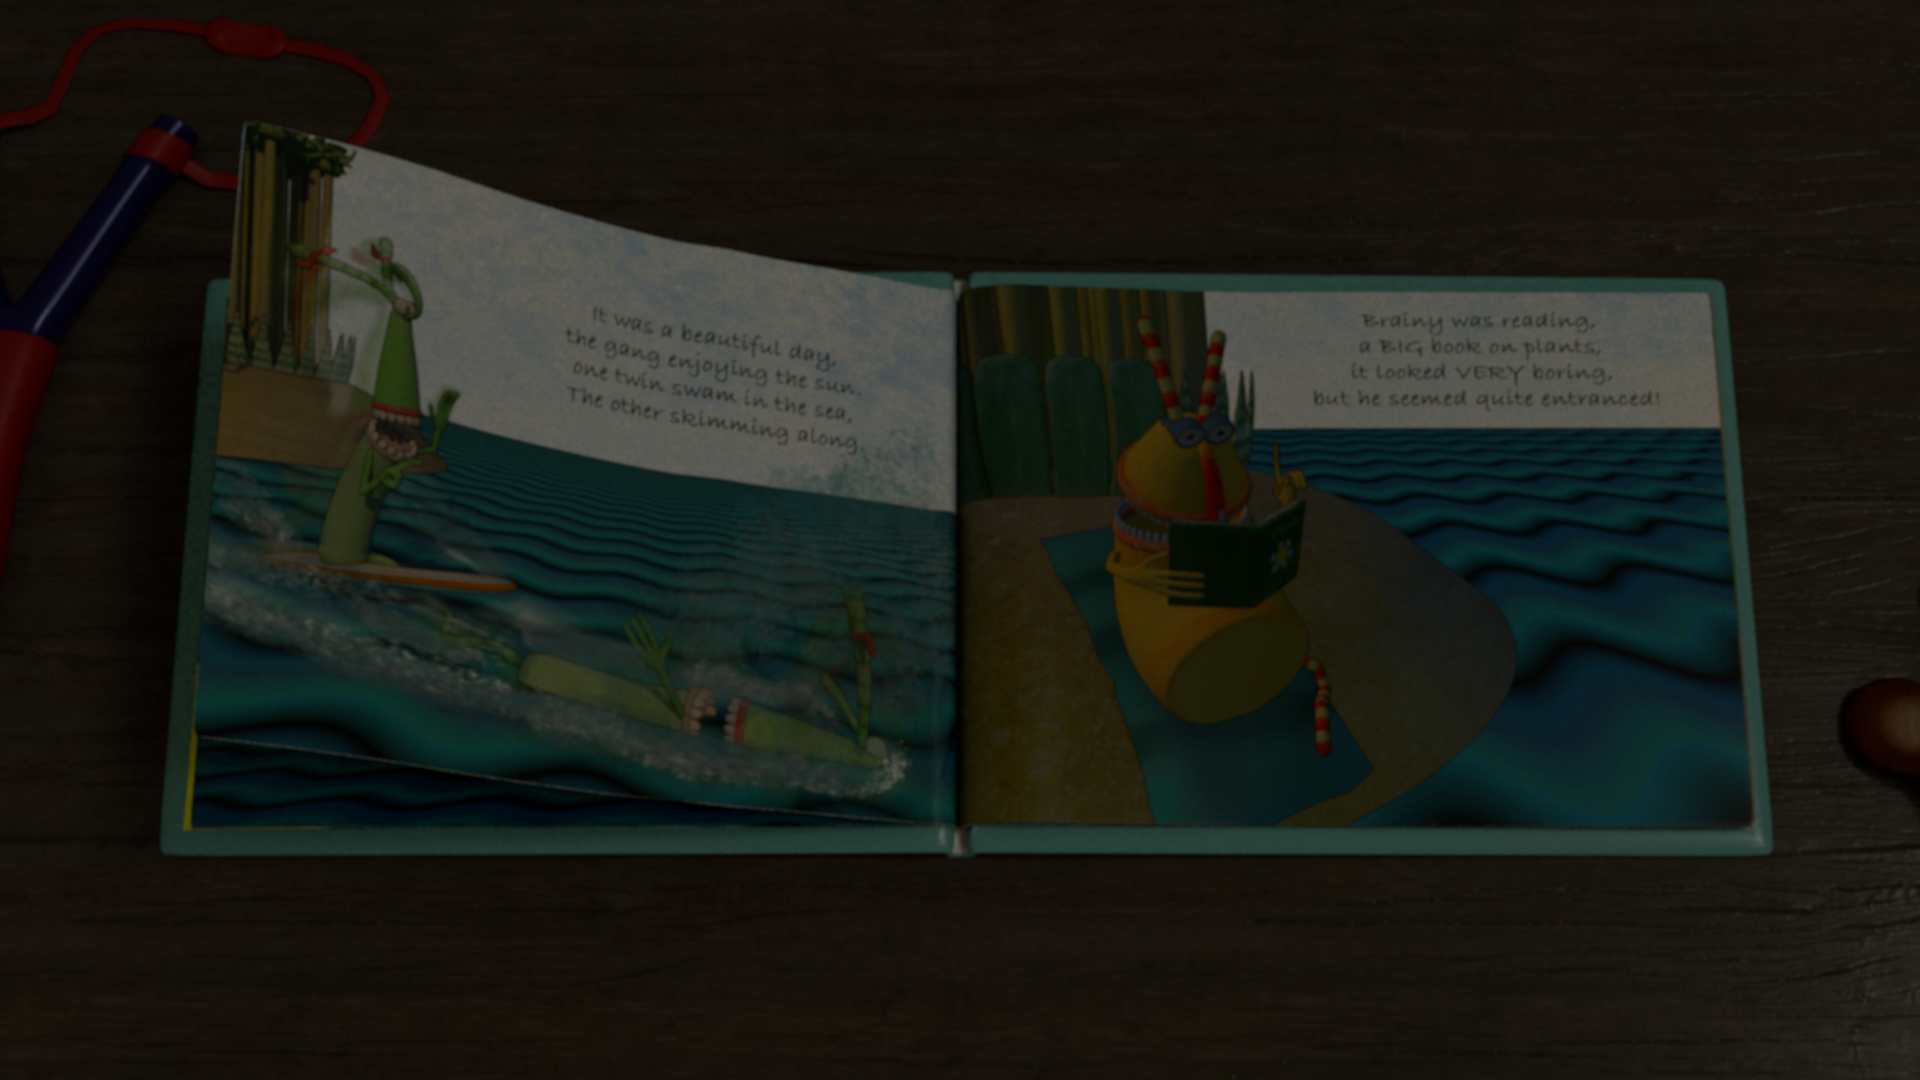 It was a beautiful day,
the gang enjoying the sun.
one twin swam in the sea,
The other skimming along
Brainy was reading,
a BIG book on plants,
it looked VERY boring,
but he seemed quite entranced!